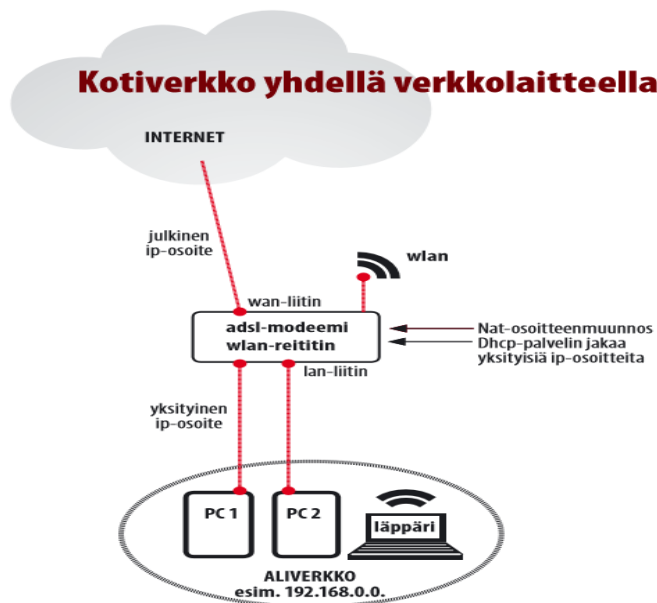 Kotiverkko yhdellä verkkolaitteella
INTERNET
julkinen
ip-osoite
wlan
wan-liitin
adsl-modeemi
wlan-reititin
Nat-osoitteenmuunnos
Dhcp-palvelin jakaa
yksityisiä ip-osoitteita
lan-liitin
yksityinen
ip-osoite
PC 1
PC 2
läppäri
ALIVERKKO
esim. 192.168.0.0.